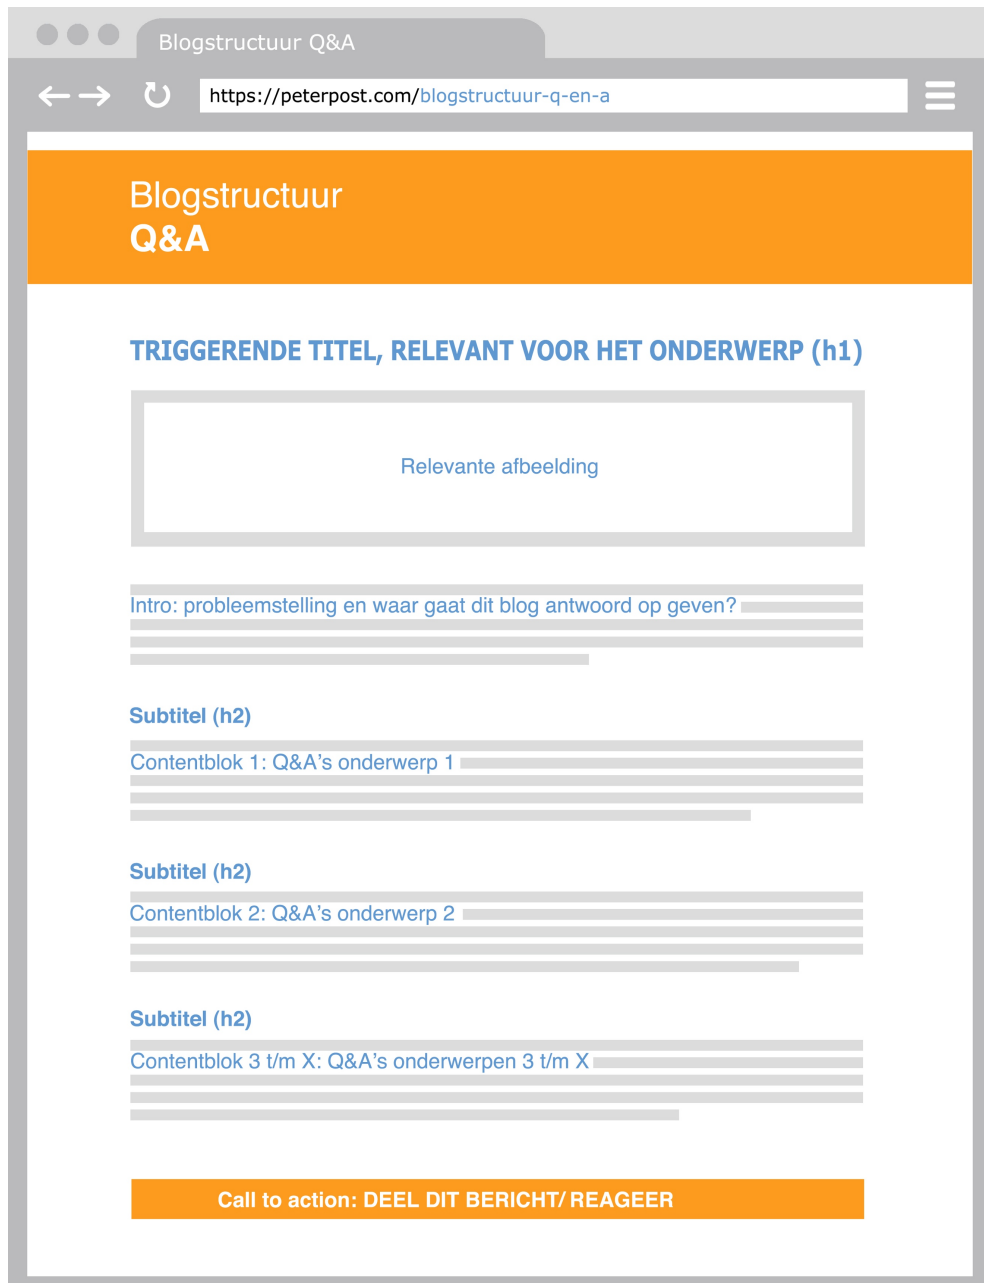 Blogstructuur Q&A
https://peterpost.com/blogstructuur-q-en-a
Blogstructuur
Q&A
TRIGGERENDE TITEL, RELEVANT VOOR HET ONDERWERP (h1)
Relevante afbeelding
Intro: probleemstelling en waar gaat dit blog antwoord op geven?
Subtitel (h2)
Contentblok 1: Q&A’s onderwerp 1
Subtitel (h2)
Contentblok 2: Q&A’s onderwerp 2
Subtitel (h2)
Contentblok 3 t/m X: Q&A’s onderwerpen 3 t/m X
Call to action: DEEL DIT BERICHT/ REAGEER